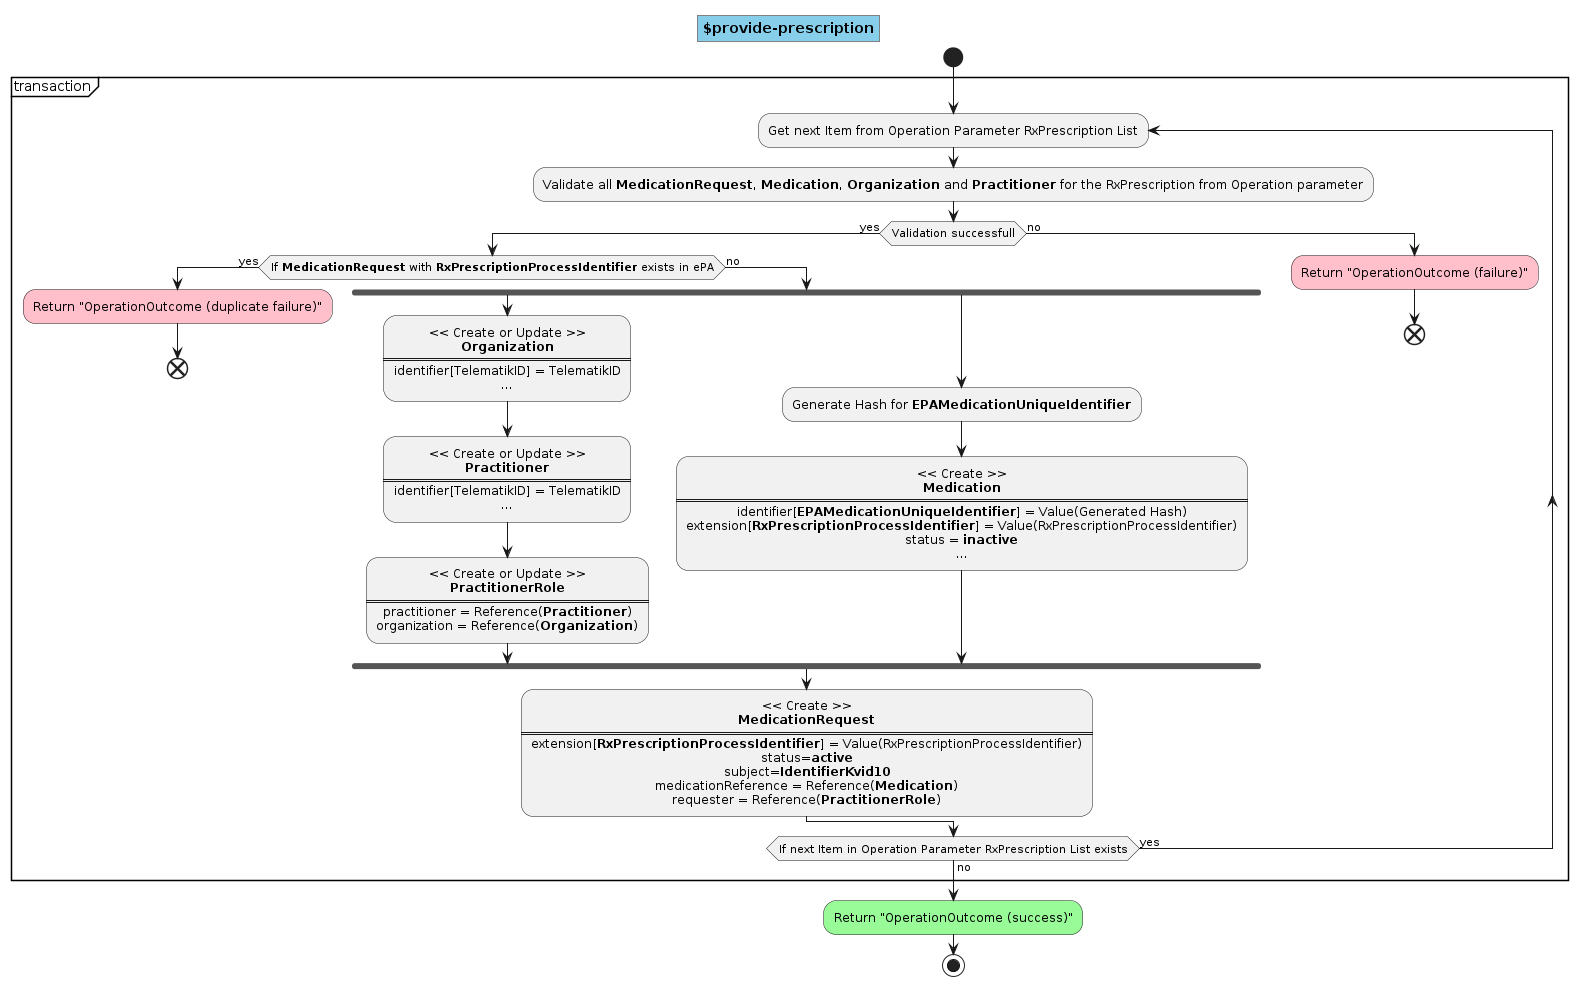 $provide-prescription
transaction
Get next Item from Operation Parameter RxPrescription List
Validate all MedicationRequest, Medication, Organization and Practitioner for the RxPrescription from Operation parameter
yes
Validation successfull
no
yes
If MedicationRequest with RxPrescriptionProcessIdentifier exists in ePA
no
Return "OperationOutcome (duplicate failure)"
Return "OperationOutcome (failure)"
<< Create or Update >>
Organization
identifier[TelematikID] = TelematikID
...
<< Create or Update >>
Practitioner
identifier[TelematikID] = TelematikID
...
<< Create or Update >>
PractitionerRole
practitioner = Reference(Practitioner)
organization = Reference(Organization)
Generate Hash for EPAMedicationUniqueIdentifier
<< Create >>
Medication
identifier[EPAMedicationUniqueIdentifier] = Value(Generated Hash)
extension[RxPrescriptionProcessIdentifier] = Value(RxPrescriptionProcessIdentifier)
status = inactive
...
<< Create >>
MedicationRequest
extension[RxPrescriptionProcessIdentifier] = Value(RxPrescriptionProcessIdentifier)
status=active
subject=IdentifierKvid10
medicationReference = Reference(Medication)
requester = Reference(PractitionerRole)
If next Item in Operation Parameter RxPrescription List exists
yes
no
Return "OperationOutcome (success)"